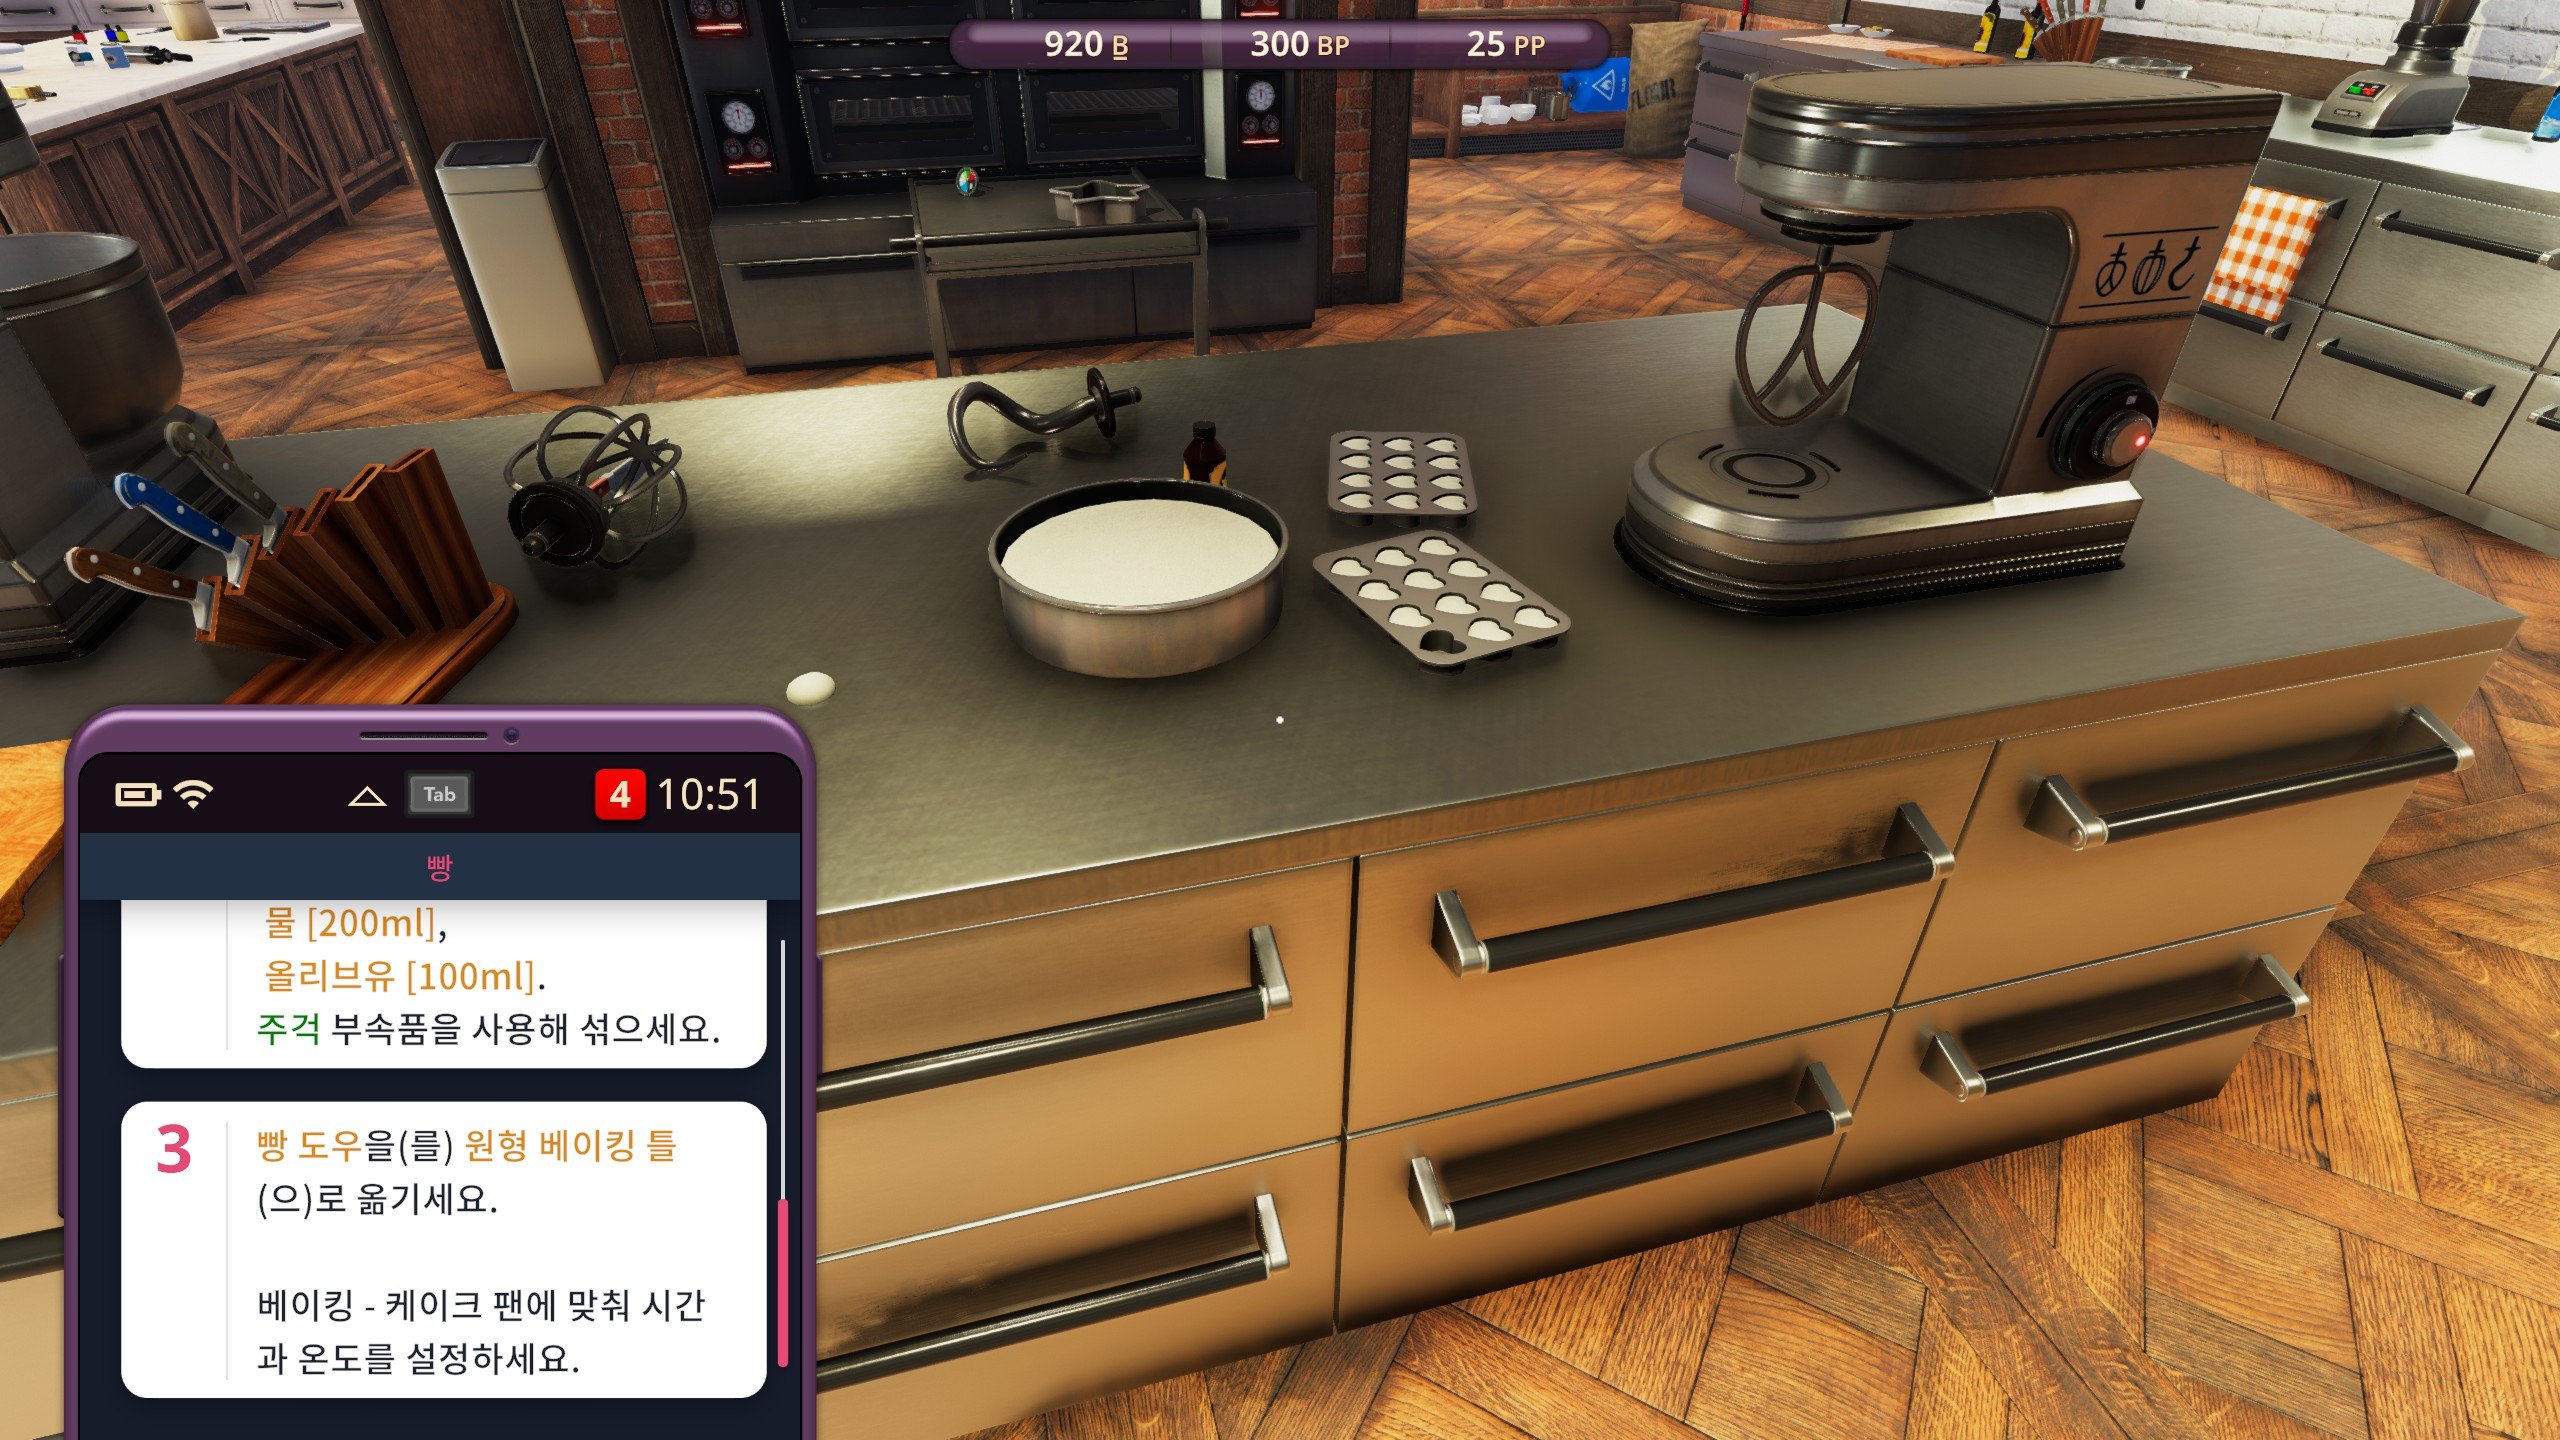 920 B 300 BP 25 PP
FLOUR
Tab
4 10:51
빵
물 [200ml],
올리브유 [100ml].
주걱 부속품을 사용해 섞으세요.
3
빵 도우을(를) 원형 베이킹 틀
(으)로 옮기세요.
베이킹 - 케이크 팬에 맞춰 시간
과 온도를 설정하세요.